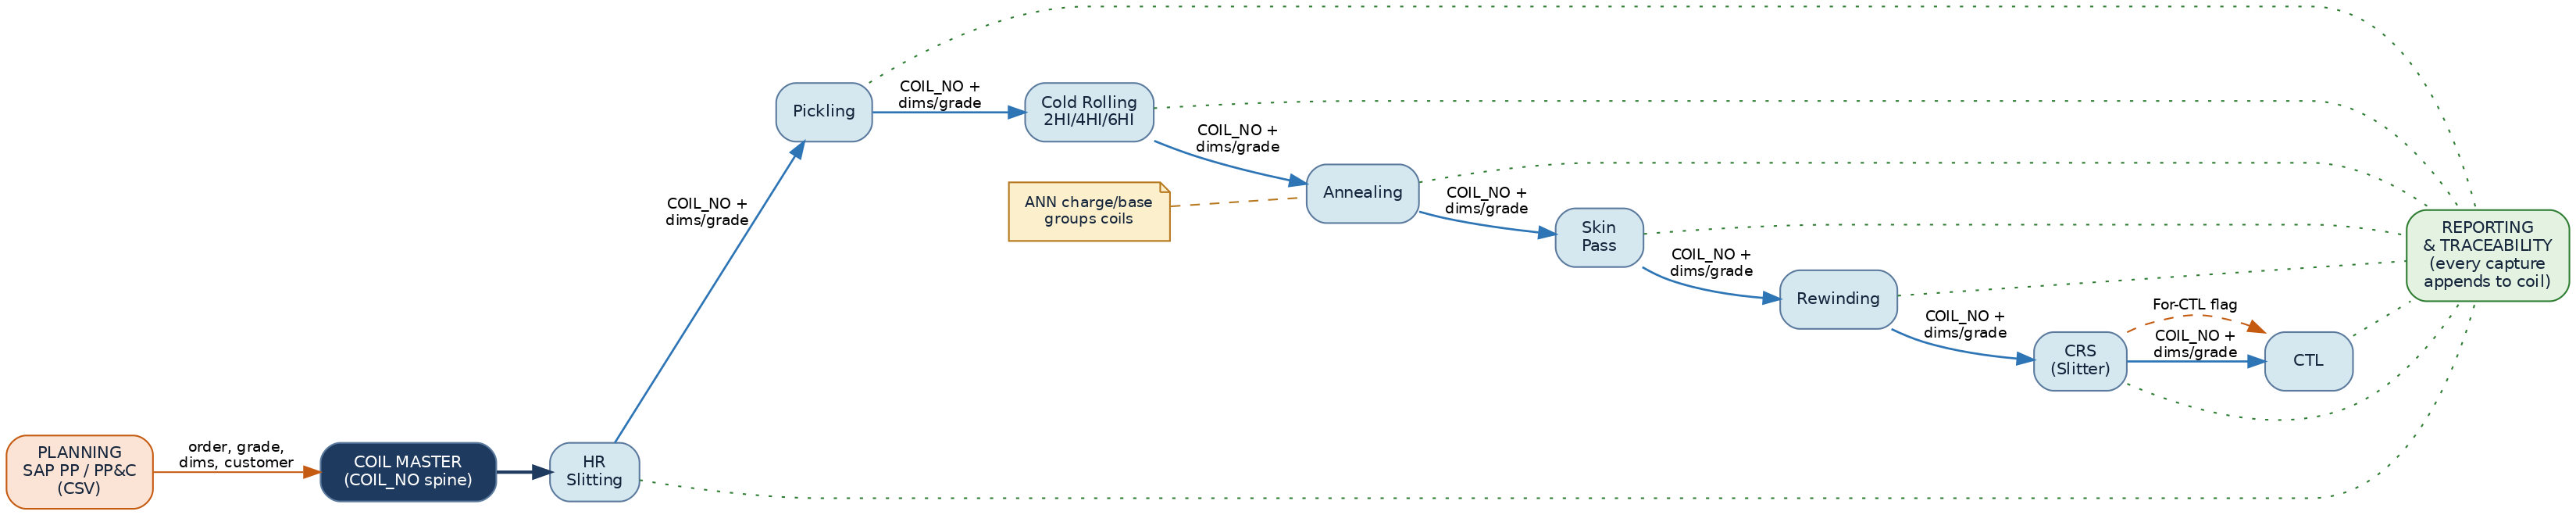 PLANNING
SAP PP / PP&C
(CSV)
order, grade,
dims, customer
COIL MASTER
(COIL_NO spine)
HR
Slitting
COIL_NO +
dims/grade
Pickling
COIL_NO +
dims/grade
Cold Rolling
2HI/4HI/6HI
COIL_NO +
dims/grade
ANN charge/base
groups coils
Annealing
COIL_NO +
dims/grade
Skin
Pass
COIL_NO +
dims/grade
Rewinding
COIL_NO +
dims/grade
CRS
(Slitter)
For-CTL flag
COIL_NO +
dims/grade
CTL
REPORTING
& TRACEABILITY
(every capture
appends to coil)